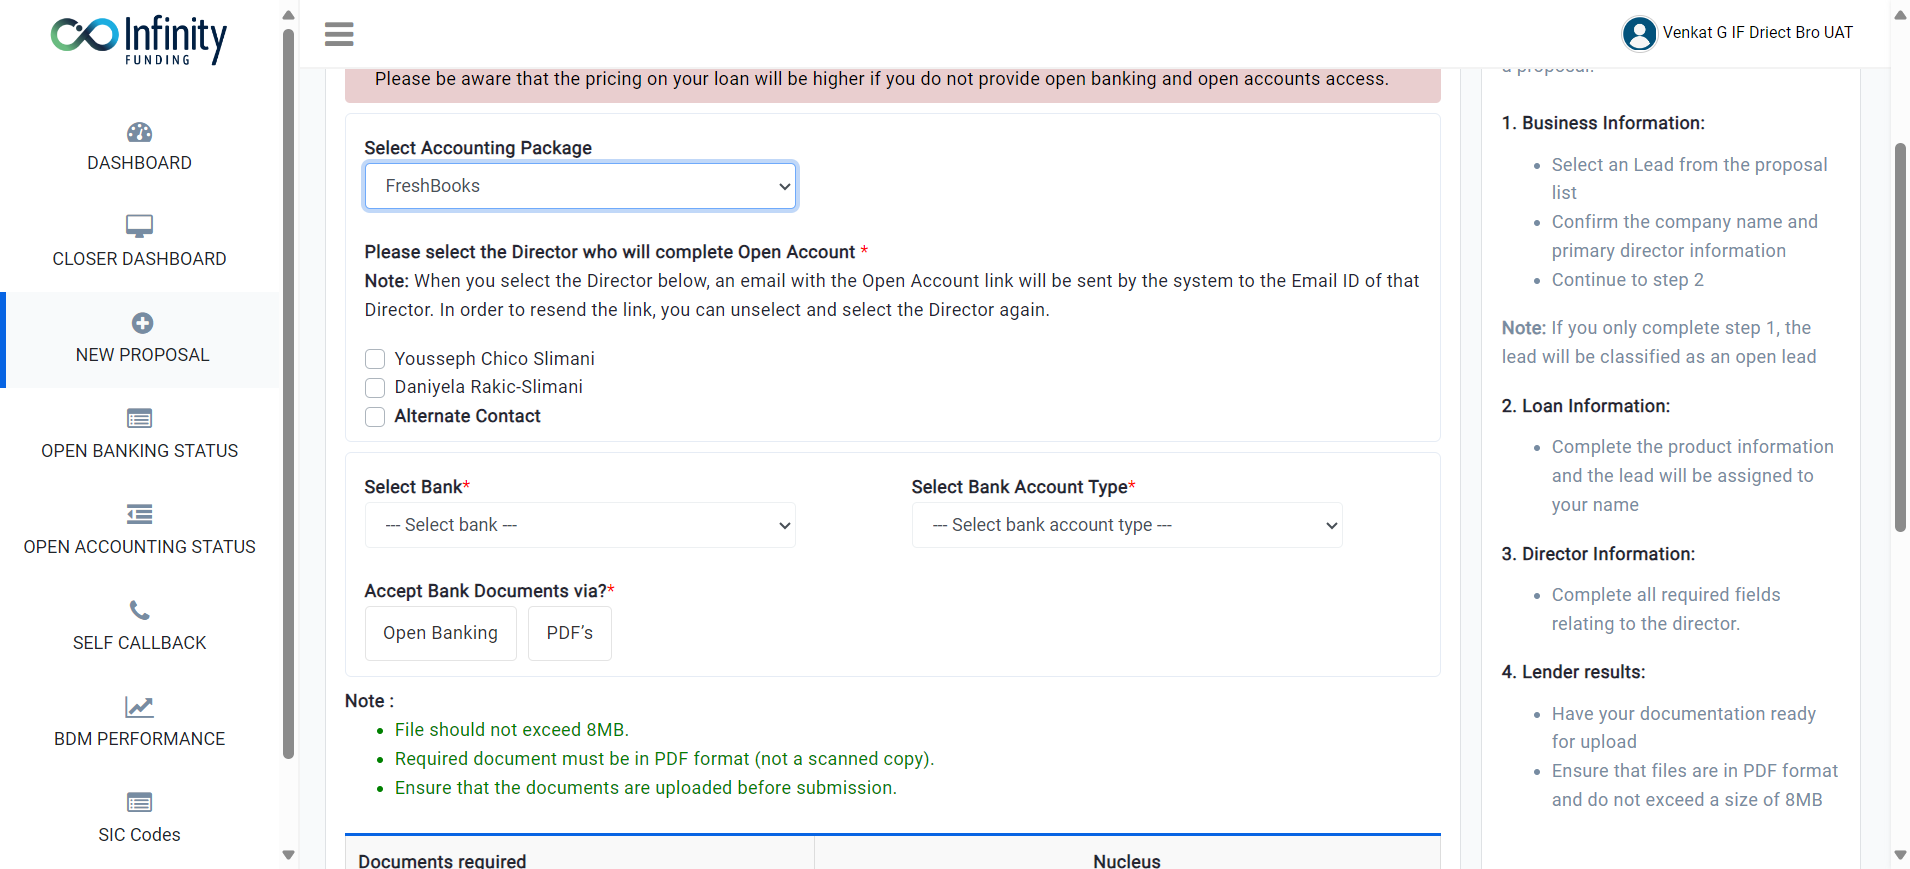 Infinity
FUNDING
DASHBOARD
CLOSER DASHBOARD
NEW PROPOSAL
OPEN BANKING STATUS
OPEN ACCOUNTING STATUS
SELF CALLBACK
BDM PERFORMANCE
SIC Codes
Venkat G IF Driect Bro UAT
Please be aware that the pricing on your loan will be higher if you do not provide open banking and open accounts access.
Select Accounting Package
FreshBooks
Please select the Director who will complete Open Account *
Note: When you select the Director below, an email with the Open Account link will be sent by the system to the Email ID of that
Director. In order to resend the link, you can unselect and select the Director again.
Yousseph Chico Slimani
Daniyela Rakic-Slimani
Alternate Contact
Select Bank*
--- Select bank ---
Select Bank Account Type*
--- Select bank account type ---
Accept Bank Documents via?*
Open Banking
PDF’s
Note :
File should not exceed 8MB.
Required document must be in PDF format (not a scanned copy).
Ensure that the documents are uploaded before submission.
Documents required
Nucleus
a proposal.
1. Business Information:
Select an Lead from the proposal
list
Confirm the company name and
primary director information
Continue to step 2
Note: If you only complete step 1, the
lead will be classified as an open lead
2. Loan Information:
Complete the product information
and the lead will be assigned to
your name
3. Director Information:
Complete all required fields
relating to the director.
4. Lender results:
Have your documentation ready
for upload
Ensure that files are in PDF format
and do not exceed a size of 8MB